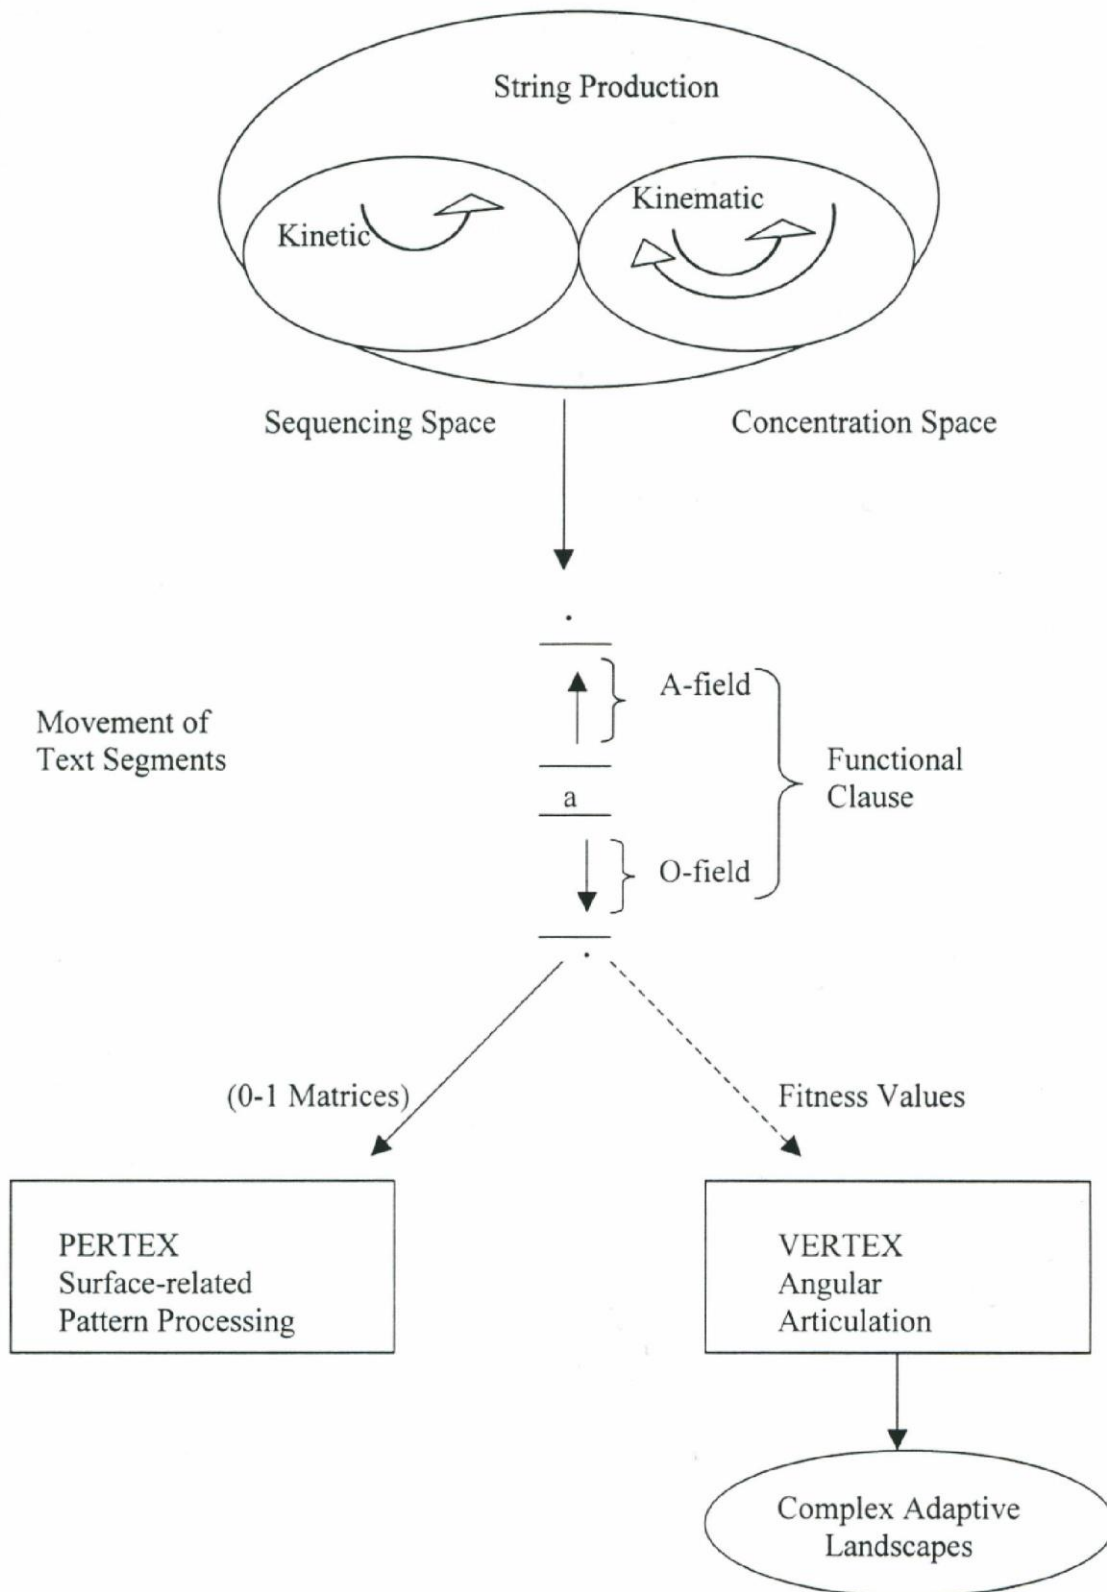 String Production
Kinetic
Kinematic
Sequencing Space
Concentration Space
.
A-field
Movement of
Text Segments
Functional
Clause
a
O-field
.
(0-1 Matrices)
Fitness Values
PERTEX
Surface-related
Pattern Processing
VERTEX
Angular
Articulation
Complex Adaptive
Landscapes